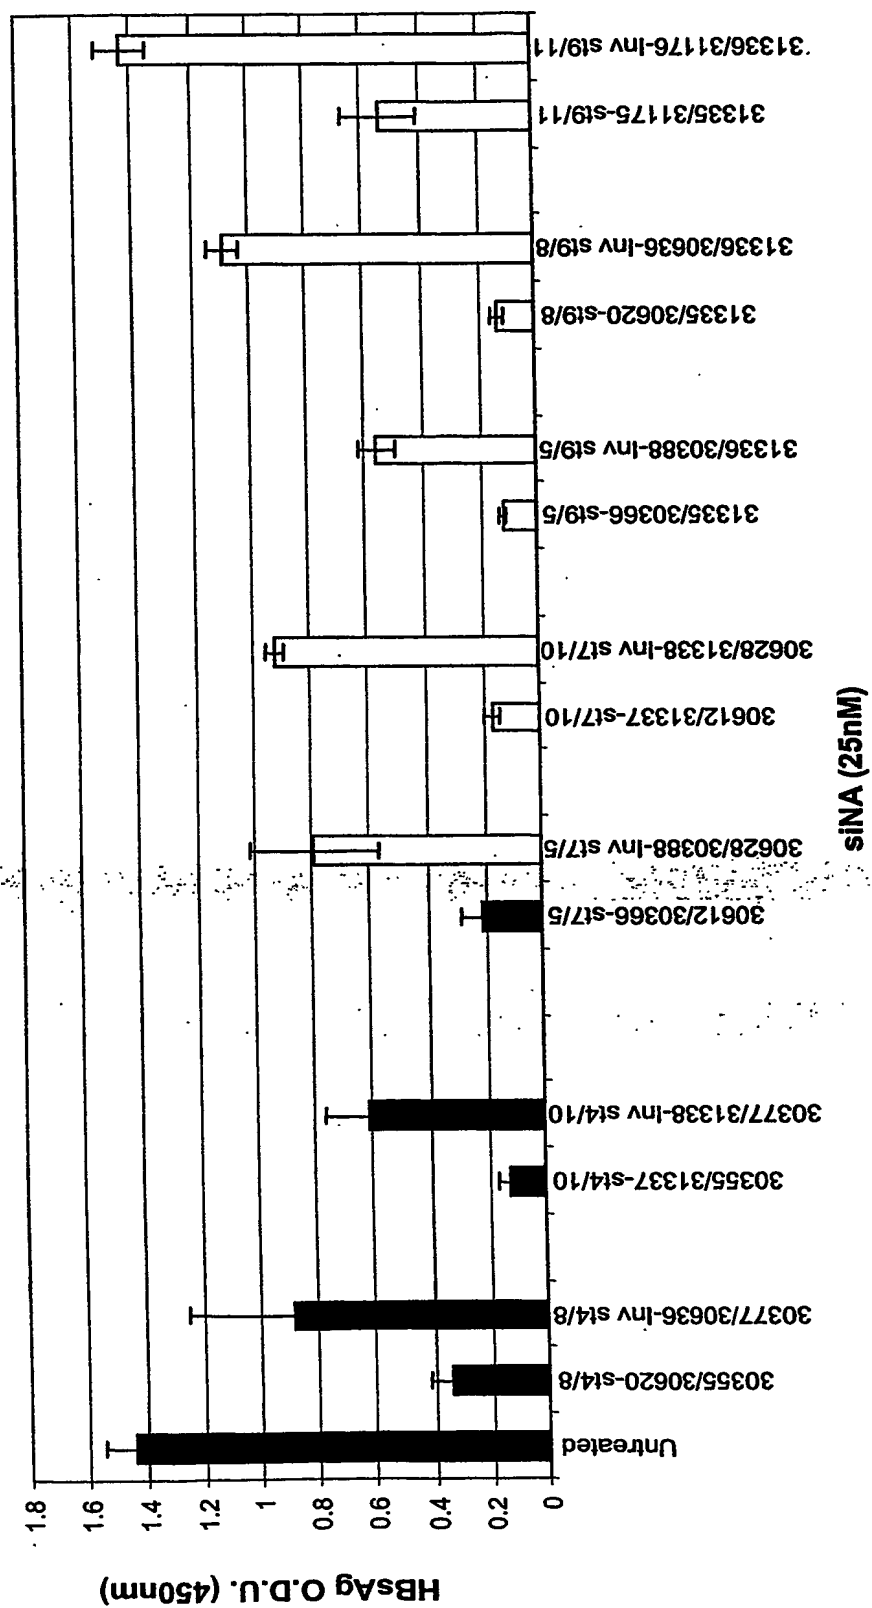 HBsAg O.D.U. (450nm)
1.8
1.6
1.4
1.2
1
0.8
0.6
0.4
0.2
0
Untreated
30355/30620-st4/8
30377/30636-Inv st4/8
30355/31337-st4/10
30377/31338-Inv st4/10
30612/30366-st7/5
30628/30388-Inv st7/5
30612/31337-st7/10
30628/31338-Inv st7/10
31335/30366-st9/5
31336/30388-Inv st9/5
31335/30620-st9/8
31336/30636-Inv st9/8
31335/31175-st9/11
31336/31176-Inv st9/11
siNA (25nM)